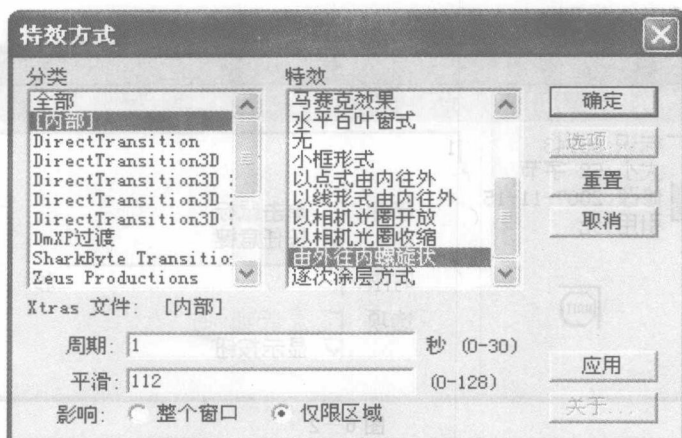 特效方式
分类
特效
全部
[内部]
DirectTransition
DirectTransition3D
DirectTransition3D :
DirectTransition3D :
DirectTransition3D :
DmXP过渡
SharkByte Transitio
Zeus Productions
马赛克效果
水平百叶窗式
无
小框形式
以点式由内往外
以线形式由内往外
以相机光圈开放
以相机光圈收缩
由外往内螺旋状
逐次涂层方式
确定
选项...
重置
取消
Xtras 文件: [内部]
周期: 1 秒 (0-30)
平滑: 112 (0-128)
应用
影响: 整个窗口 仅限区域
关于...